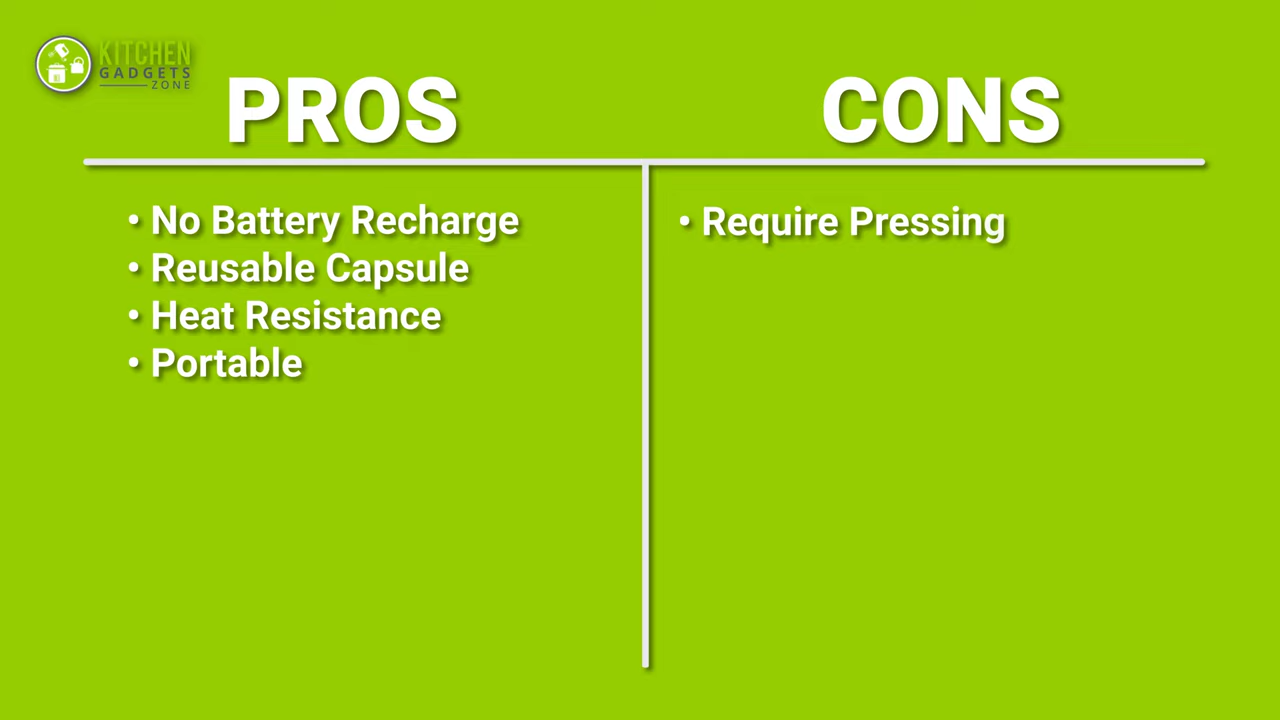 KITCHEN
GADGETS
ZONE
PROS
• No Battery Recharge
• Reusable Capsule
• Heat Resistance
• Portable
CONS
• Require Pressing